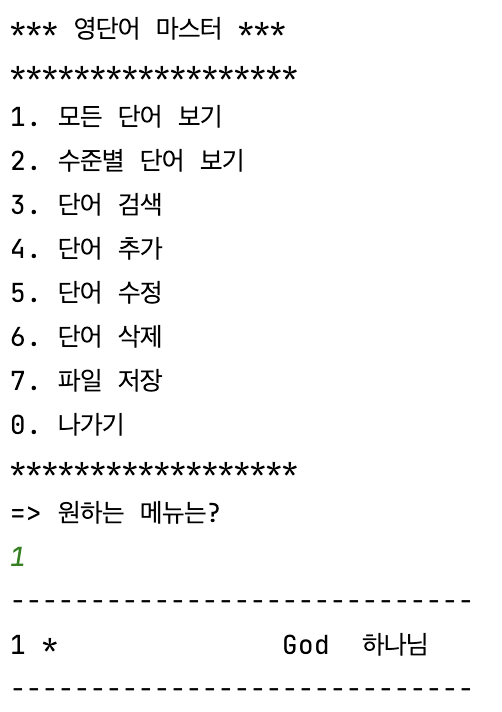 *** 영단어 마스터 ***
******************
1. 모든 단어 보기
2. 수준별 단어 보기
3. 단어 검색
4. 단어 추가
5. 단어 수정
6. 단어 삭제
7. 파일 저장
0. 나가기
******************
=> 원하는 메뉴는?
1
-----------------------------
1 *              God  하나님
-----------------------------